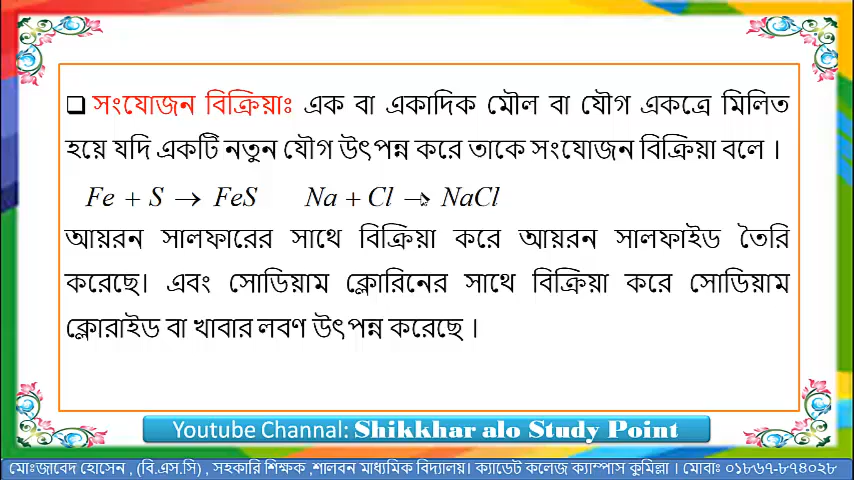 ❑ সংযোজন বিক্রিয়াঃ এক বা একাদিক মৌল বা যৌগ একত্রে মিলিত
হয়ে যদি একটি নতুন যৌগ উৎপন্ন করে তাকে সংযোজন বিক্রিয়া বলে ।
Fe + S → FeS Na + Cl → NaCl
আয়রন সালফারের সাথে বিক্রিয়া করে আয়রন সালফাইড তৈরি
করেছে। এবং সোডিয়াম ক্লোরিনের সাথে বিক্রিয়া করে সোডিয়াম
ক্লোরাইড বা খাবার লবণ উৎপন্ন করেছে ।
Youtube Channal: Shikkhar alo Study Point
মোঃজাবেদ হোসেন , (বি.এস.সি) , সহকারি শিক্ষক ,শালবন মাধ্যমিক বিদ্যালয়। ক্যাডেট কলেজ ক্যাম্পাস কুমিল্লা । মোবাঃ ০১৮৬৭-৮৭৪০২৮